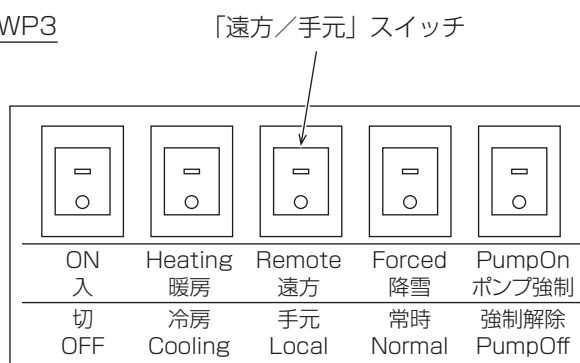 WP3
「遠方／手元」スイッチ
ON Heating Remote Forced PumpOn
入 暖房 遠方 降雪 ポンプ強制
切 冷房 手元 常時 強制解除
OFF Cooling Local Normal PumpOff